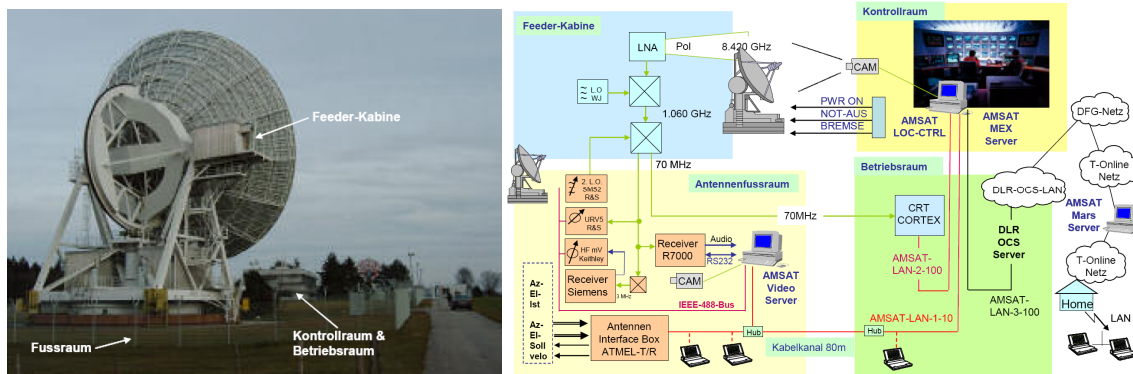 Feeder-Kabine
Kontrollraum &
Betriebsraum
Fussraum
Feeder-Kabine
LNA
Pol
8.420 GHz
L O
WJ
1.060 GHz
70 MHz
CAM
PWR ON
NOT-AUS
BREMSE
Kontrollraum
AMSAT
LOC-CTRL
AMSAT
MEX
Server
Antennenfussraum
2 L O
SM52
R&S
URV5
R&S
HF mV
Keithley
Receiver
Siemens
3 MHz
Receiver
R7000
Audio
RS232
CAM
AMSAT
Video
Server
IEEE-488-Bus
Az-
El-
Ist
Az-
El-
Soll
velo
Antennen
Interface Box
ATMEL-T/R
Hub
Kabelkanal 80m
70MHz
Betriebsraum
CRT
CORTEX
AMSAT-
LAN-2-100
AMSAT-LAN-1-10
Hub
DLR-OCS-LAN
DLR
OCS
Server
AMSAT-
LAN-3-100
DFG-Netz
T-Online
Netz
AMSAT
Mars
Server
T-Online
Netz
Home
LAN